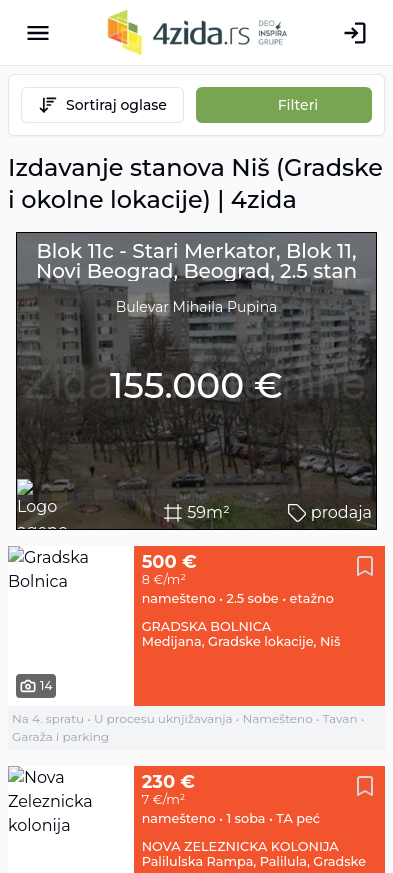 4zida.rs
DEO
INSPIRA
GRUPE
Sortiraj oglase
Filteri
Izdavanje stanova Niš (Gradske
i okolne lokacije) | 4zida
Blok 11c - Stari Merkator, Blok 11,
Novi Beograd, Beograd, 2.5 stan
Bulevar Mihaila Pupina
155.000 €
Logo
59m²
prodaja
Gradska
Bolnica
14
500 €
8 €/m²
namešteno • 2.5 sobe • etažno
GRADSKA BOLNICA
Medijana, Gradske lokacije, Niš
Na 4. spratu • U procesu uknjižavanja • Namešteno • Tavan •
Garaža i parking
Nova
Zeleznicka
kolonija
230 €
7 €/m²
namešteno • 1 soba • TA peć
NOVA ZELEZNICKA KOLONIJA
Palilulska Rampa, Palilula, Gradske